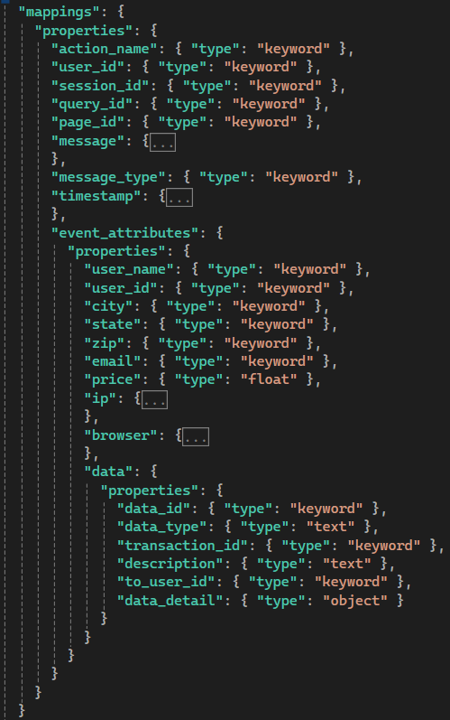 "mappings": {
"properties": {
"action_name": { "type": "keyword" },
"user_id": { "type": "keyword" },
"session_id": { "type": "keyword" },
"query_id": { "type": "keyword" },
"page_id": { "type": "keyword" },
"message": {...
},
"message_type": { "type": "keyword" },
"timestamp": {...
},
"event_attributes": {
"properties": {
"user_name": { "type": "keyword" },
"user_id": { "type": "keyword" },
"city": { "type": "keyword" },
"state": { "type": "keyword" },
"zip": { "type": "keyword" },
"email": { "type": "keyword" },
"price": { "type": "float" },
"ip": {...
},
"browser": {...
},
"data": {
"properties": {
"data_id": { "type": "keyword" },
"data_type": { "type": "text" },
"transaction_id": { "type": "keyword" },
"description": { "type": "text" },
"to_user_id": { "type": "keyword" },
"data_detail": { "type": "object" }
}
}
}
}
}
}